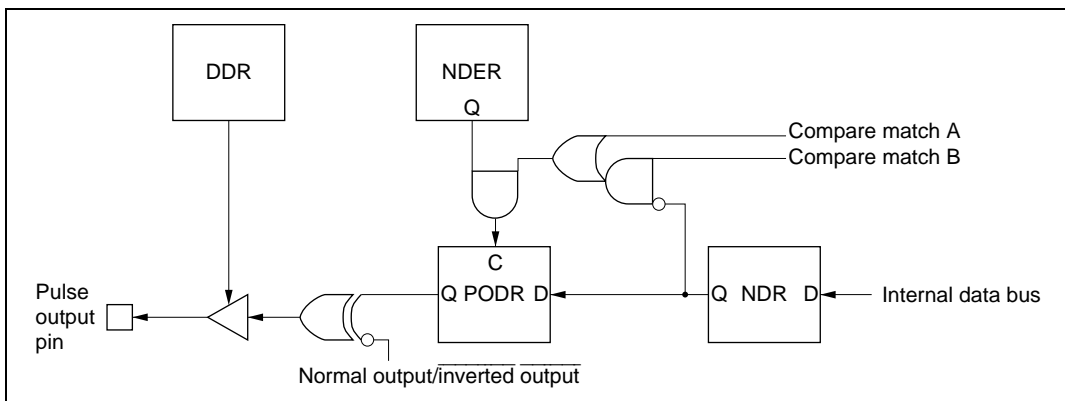 DDR
NDER
Q
Compare match A
Compare match B
C
Q PODR D
Q NDR D
Internal data bus
Pulse
output
pin
Normal output/inverted output